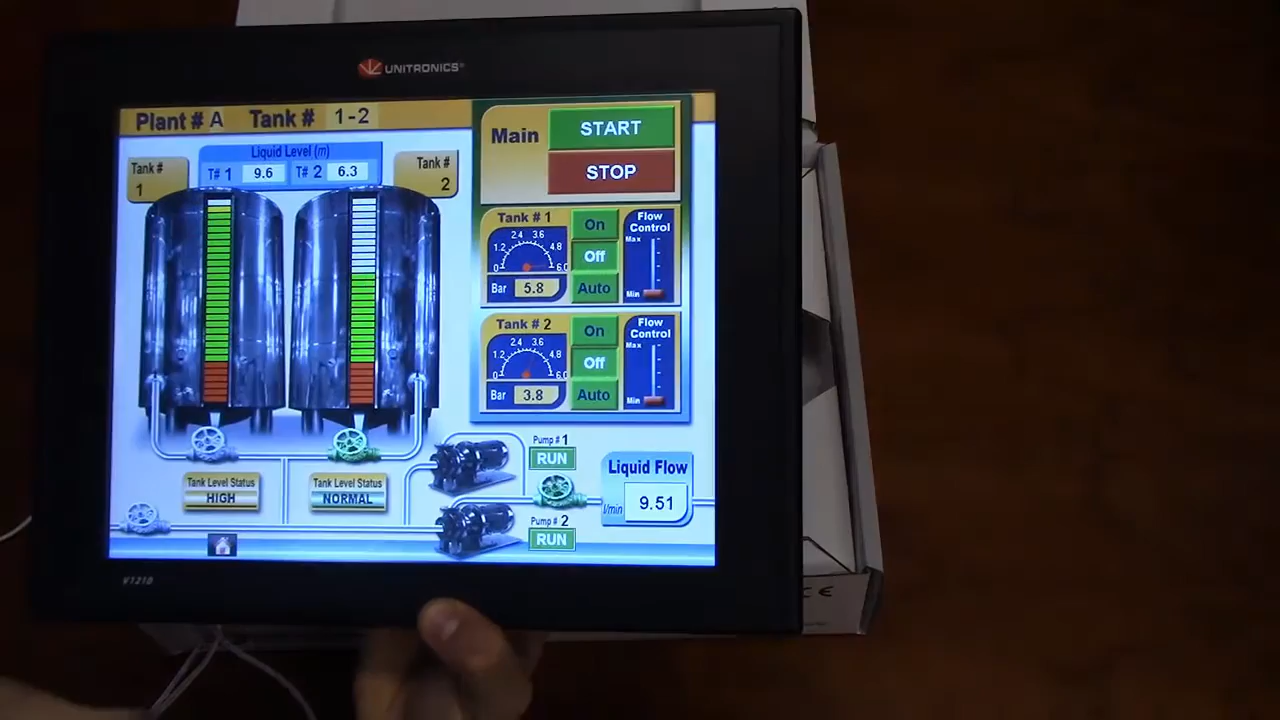 UNITRONICS®
Plant # A Tank # 1-2
Liquid Level (m)
T# 1 9.6 T# 2 6.3
Tank #
1
Tank #
2
Main
START
STOP
Tank # 1
0 1.2 2.4 3.6 4.8 6.0
Bar 5.8
On
Off
Auto
Flow
Control
Max
Min
Tank # 2
0 1.2 2.4 3.6 4.8 6.0
Bar 3.8
On
Off
Auto
Flow
Control
Max
Min
Tank Level Status
HIGH
Tank Level Status
NORMAL
Pump # 1
RUN
Pump # 2
RUN
Liquid Flow
l/min 9.51
V1210
CE